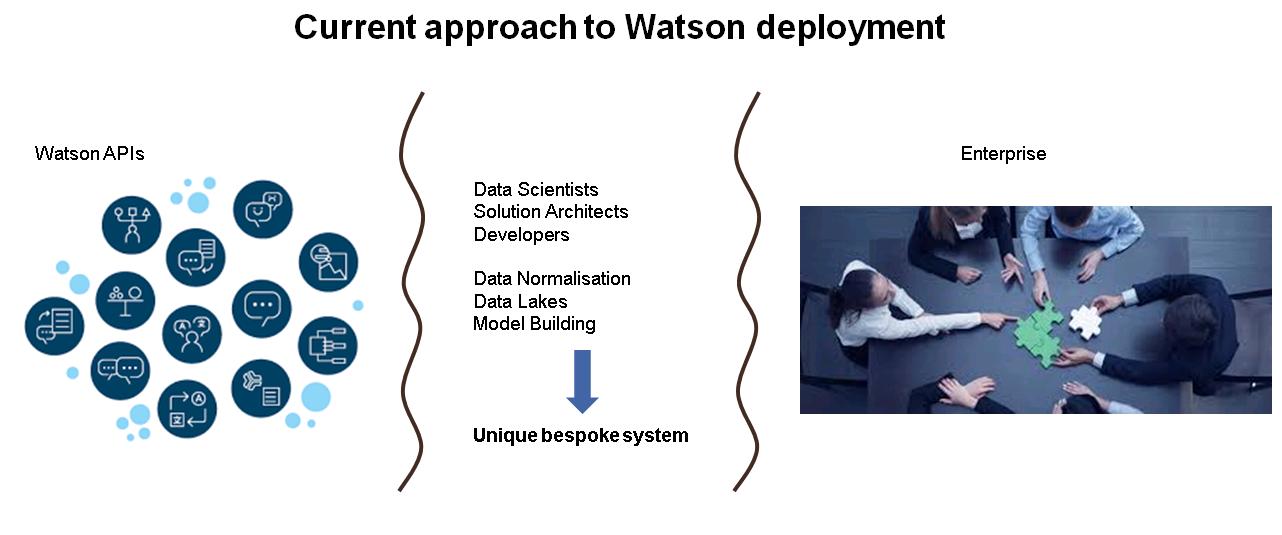 Current approach to Watson deployment
Watson APIs
Data Scientists
Solution Architects
Developers
Data Normalisation
Data Lakes
Model Building
Unique bespoke system
Enterprise